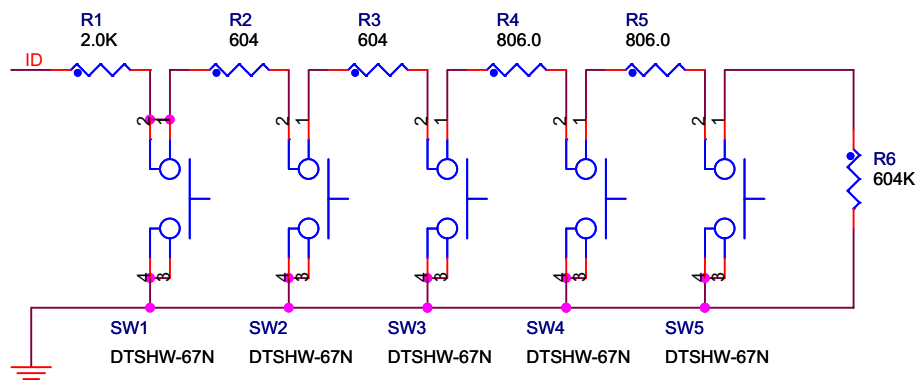 R1 R2 R3 R4 R5
2.0K 604 604 806.0 806.0
ID
2 1 2 1 2 1 2 1 2 1
R6
604K
4 3 4 3 4 3 4 3 4 3
SW1 SW2 SW3 SW4 SW5
DTSHW-67N DTSHW-67N DTSHW-67N DTSHW-67N DTSHW-67N